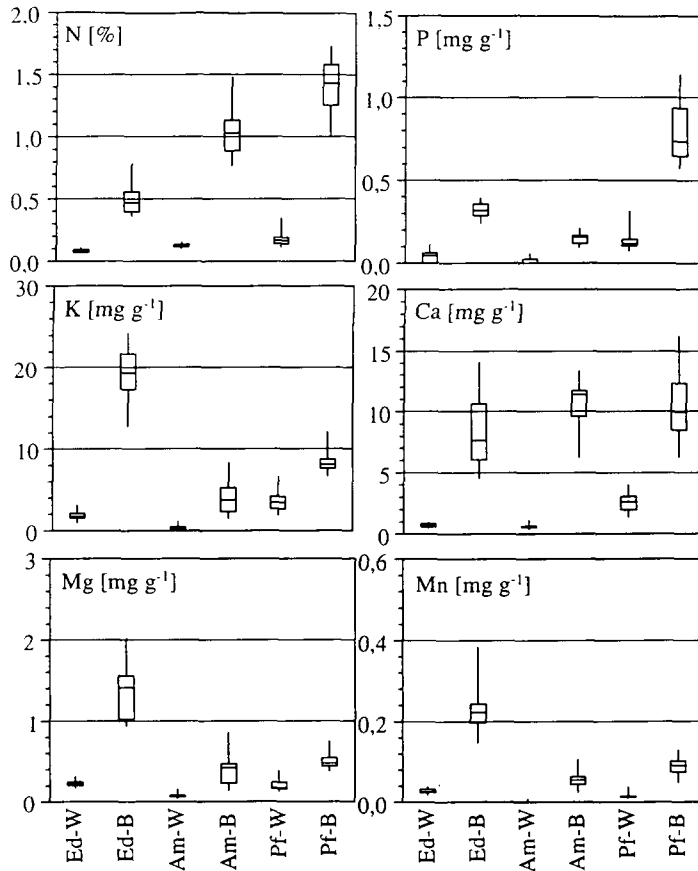 N [%]
2.0
1.5
1.0
0.5
0.0
P [mg g⁻¹]
1,5
1,0
0,5
0,0
K [mg g⁻¹]
30
20
10
0
Ca [mg g⁻¹]
20
15
10
5
0
Mg [mg g⁻¹]
3
2
1
0
Mn [mg g⁻¹]
0,6
0,4
0,2
0,0
Ed-W
Ed-B
Am-W
Am-B
Pf-W
Pf-B
Ed-W
Ed-B
Am-W
Am-B
Pf-W
Pf-B